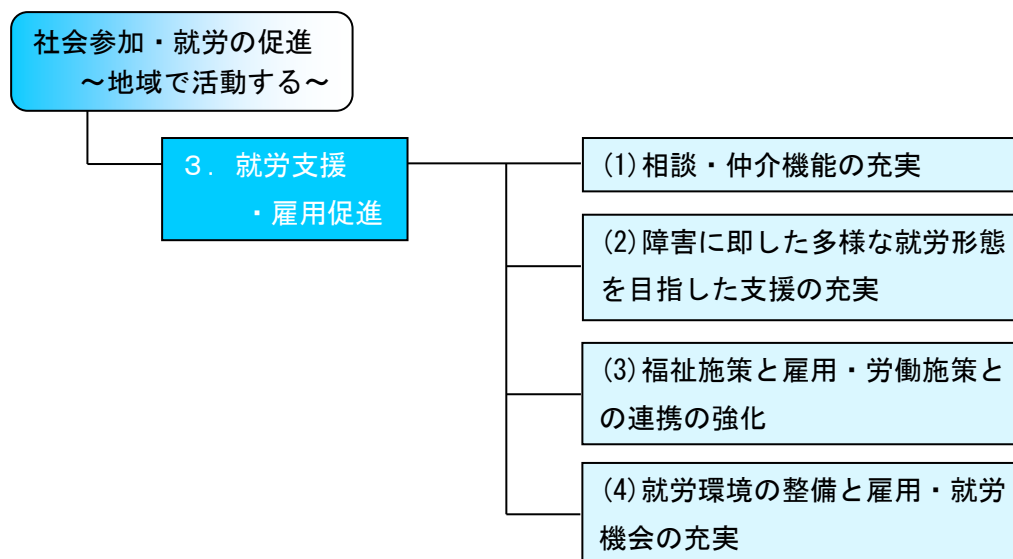 社会参加・就労の促進
～地域で活動する～
３．就労支援
・雇用促進
(1)相談・仲介機能の充実
(2)障害に即した多様な就労形態
を目指した支援の充実
(3)福祉施策と雇用・労働施策と
の連携の強化
(4)就労環境の整備と雇用・就労
機会の充実